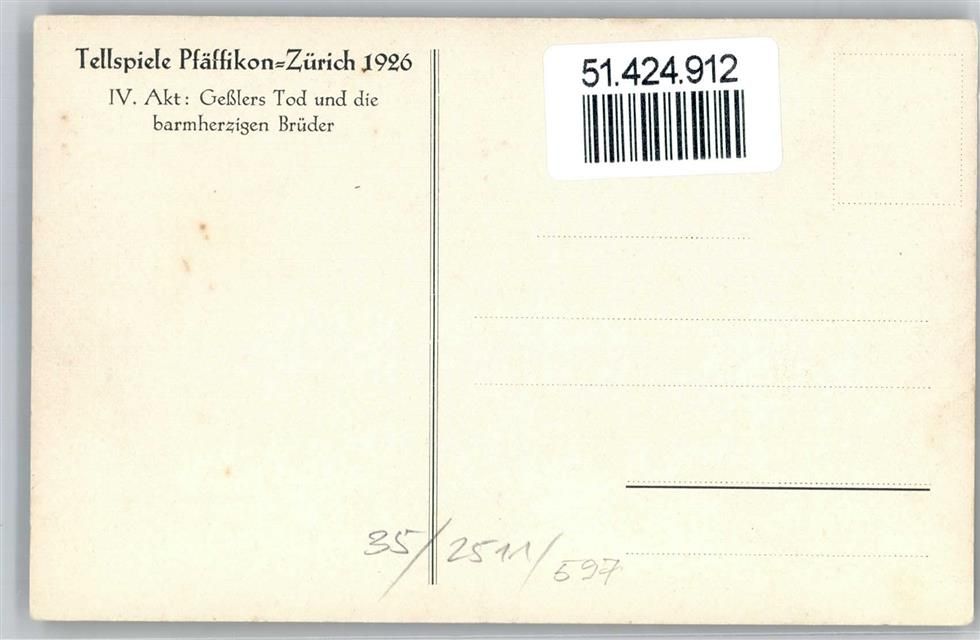 Tellspiele Pfäffikon=Zürich 1926
IV. Akt: Geßlers Tod und die
barmherzigen Brüder
51.424.912
35/2511/597